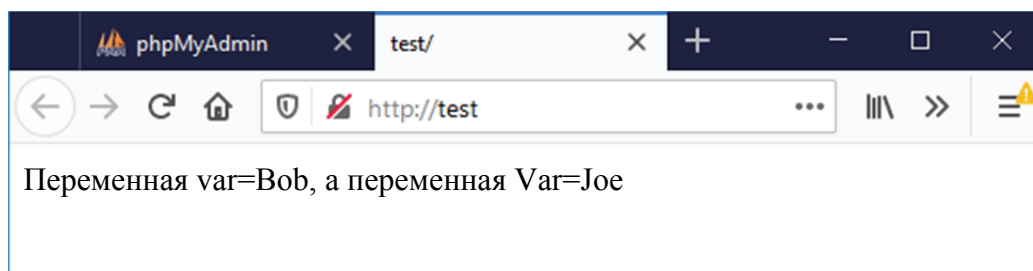 phpMyAdmin
test/
http://test
Переменная var=Bob, а переменная Var=Joe